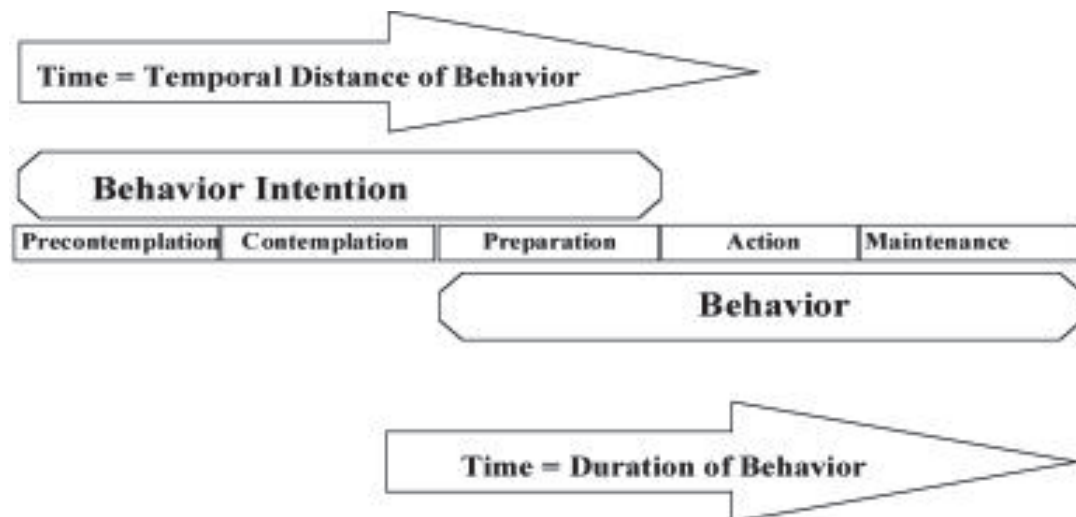 Time = Temporal Distance of Behavior
Behavior Intention
Precontemplation Contemplation Preparation Action Maintenance
Behavior
Time = Duration of Behavior